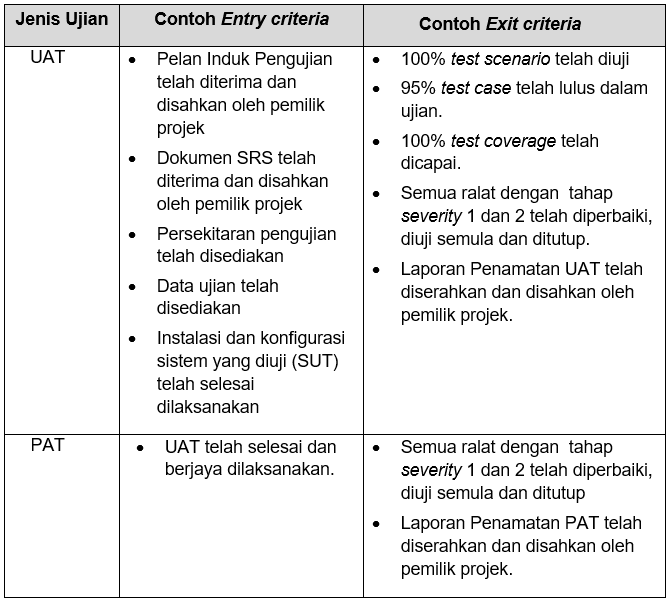 Jenis Ujian
Contoh Entry criteria
Contoh Exit criteria
UAT
• Pelan Induk Pengujian
telah diterima dan
disahkan oleh pemilik
projek
• Dokumen SRS telah
diterima dan disahkan
oleh pemilik projek
• Persekitaran pengujian
telah disediakan
• Data ujian telah
disediakan
• Instalasi dan konfigurasi
sistem yang diuji (SUT)
telah selesai
dilaksanakan
• 100% test scenario telah diuji
• 95% test case telah lulus dalam
ujian.
• 100% test coverage telah
dicapai.
• Semua ralat dengan tahap
severity 1 dan 2 telah diperbaiki,
diuji semula dan ditutup.
• Laporan Penamatan UAT telah
diserahkan dan disahkan oleh
pemilik projek.
PAT
• UAT telah selesai dan
berjaya dilaksanakan.
• Semua ralat dengan tahap
severity 1 dan 2 telah diperbaiki,
diuji semula dan ditutup
• Laporan Penamatan PAT telah
diserahkan dan disahkan oleh
pemilik projek.